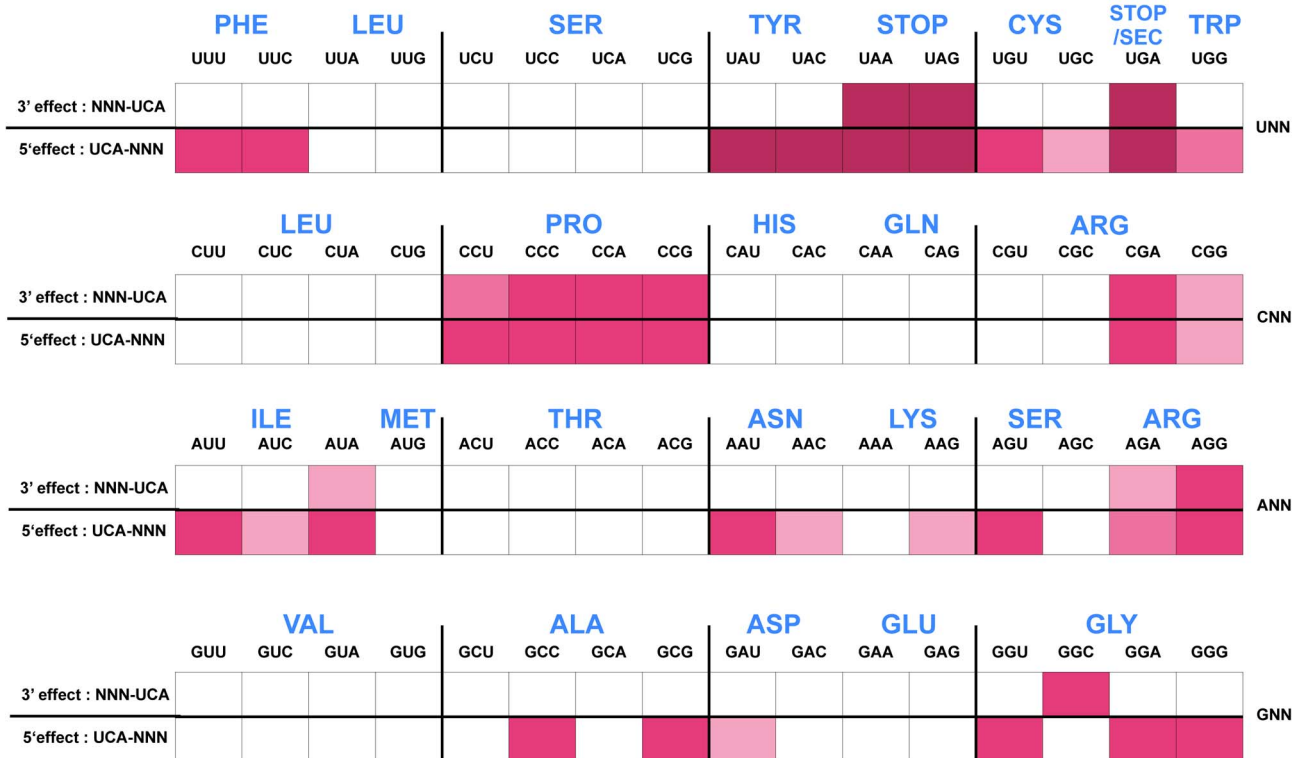 PHE LEU SER TYR STOP CYS STOP /SEC TRP
UUU UUC UUA UUG UCU UCC UCA UCG UAU UAC UAA UAG UGU UGC UGA UGG
3' effect : NNN-UCA
UNN
5‘effect : UCA-NNN
LEU PRO HIS GLN ARG
CUU CUC CUA CUG CCU CCC CCA CCG CAU CAC CAA CAG CGU CGC CGA CGG
3' effect : NNN-UCA
CNN
5‘effect : UCA-NNN
ILE MET THR ASN LYS SER ARG
AUU AUC AUA AUG ACU ACC ACA ACG AAU AAC AAA AAG AGU AGC AGA AGG
3' effect : NNN-UCA
ANN
5‘effect : UCA-NNN
VAL ALA ASP GLU GLY
GUU GUC GUA GUG GCU GCC GCA GCG GAU GAC GAA GAG GGU GGC GGA GGG
3' effect : NNN-UCA
GNN
5‘effect : UCA-NNN